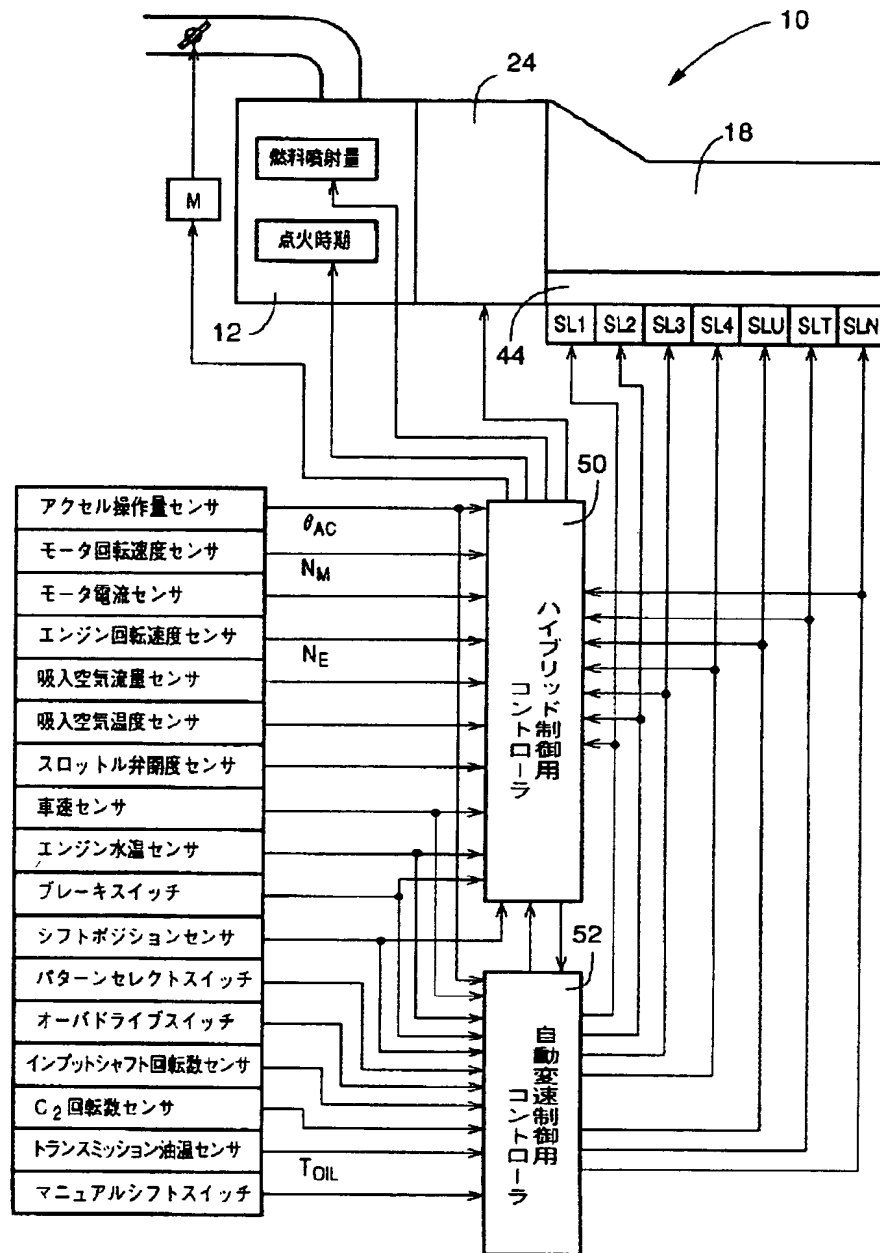 10
24
18
燃料噴射量
M
点火時期
12
44
SL1 SL2 SL3 SL4 SLU SLT SLN
50
アクセル操作量センサ
θAC
モータ回転速度センサ
NM
モータ電流センサ
エンジン回転速度センサ
NE
吸入空気流量センサ
吸入空気温度センサ
スロットル弁開度センサ
車速センサ
エンジン水温センサ
ブレーキスイッチ
シフトポジションセンサ
パターンセレクトスイッチ
オーバドライブスイッチ
インプットシャフト回転数センサ
C2回転数センサ
トランスミッション油温センサ
TOIL
マニュアルシフトスイッチ
ハイブリッド制御用
コントローラ
52
自動変速制御用
コントローラ